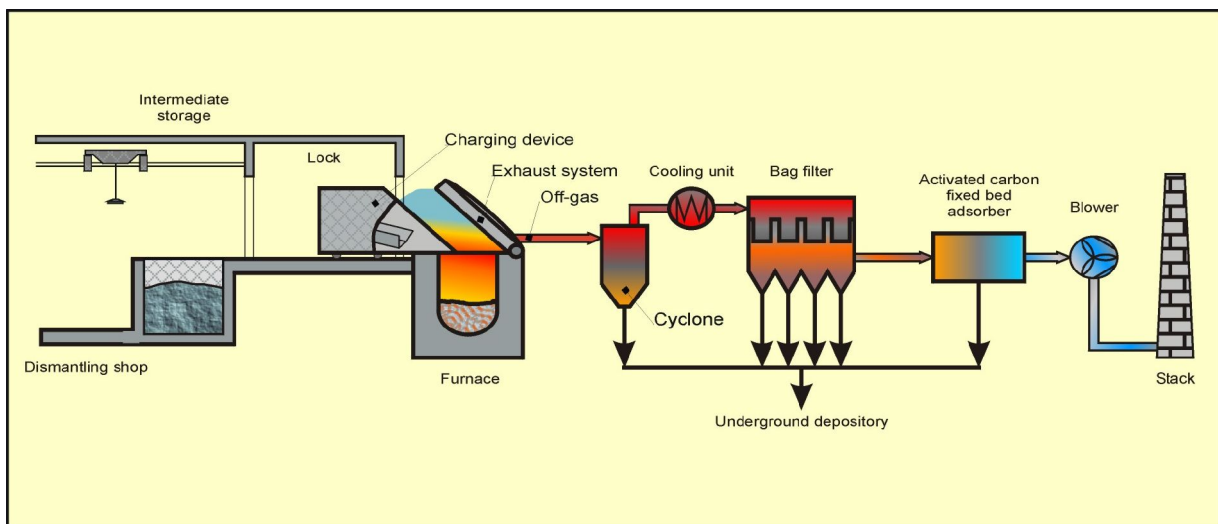 Intermediate
storage
Lock
Charging device
Exhaust system
Off-gas
Cooling unit
Bag filter
Activated carbon
fixed bed
adsorber
Blower
Cyclone
Dismantling shop
Furnace
Stack
Underground depository